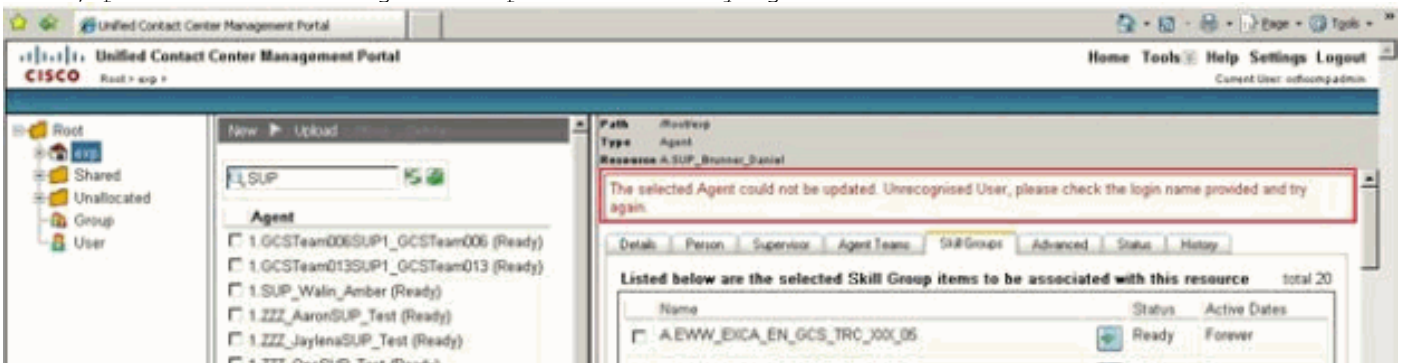 Unified Contact Center Management Portal
Page
Tools
Unified Contact Center Management Portal
CISCO
Root > exp >
Home Tools Help Settings Logout
Current User:
Root
exp
Shared
Unallocated
Group
User
New Upload
SUP
Agent
1.GCSTeam006SUP1_GCSTeam006 (Ready)
1.GCSTeam013SUP1_GCSTeam013 (Ready)
1.SUP_Walin_Amber (Ready)
1.ZZZ_AaronSUP_Test (Ready)
1.ZZZ_JaylenaSUP_Test (Ready)
Path /Root/exp
Type Agent
Resource A.SUP_Brunner_Daniel
The selected Agent could not be updated. Unrecognised User, please check the login name provided and try
again.
Details Person Supervisor Agent Teams Skill Groups Advanced Status History
Listed below are the selected Skill Group items to be associated with this resource total 20
Name Status Active Dates
A.EWW_EXCA_EN_GCS_TRC_XXX_05 Ready Forever